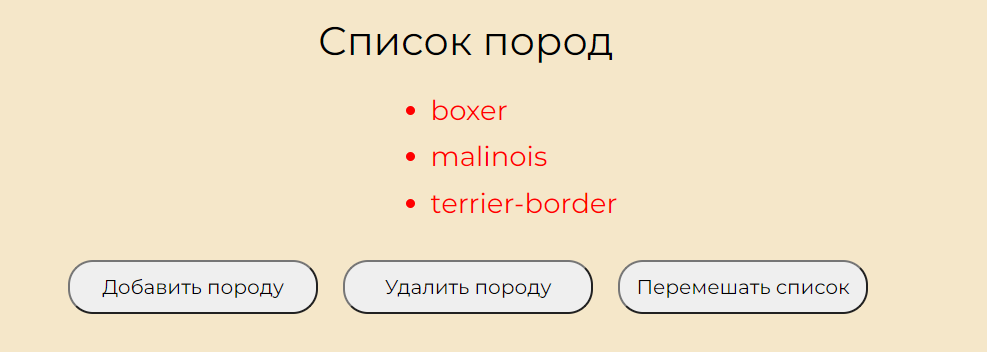 Список пород
boxer
malinois
terrier-border
Добавить породу Удалить породу Перемешать список